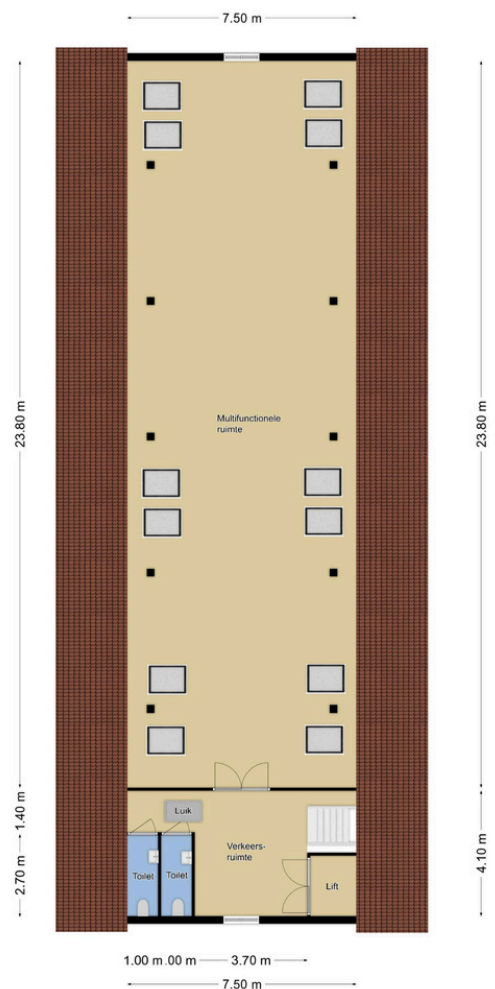 7.50 m
23.80 m
23.80 m
Multifunctionele
ruimte
1.40 m
Luik
4.10 m
2.70 m
Verkeers-
ruimte
Toilet
Toilet
Lift
1.00 m .00 m 3.70 m
7.50 m